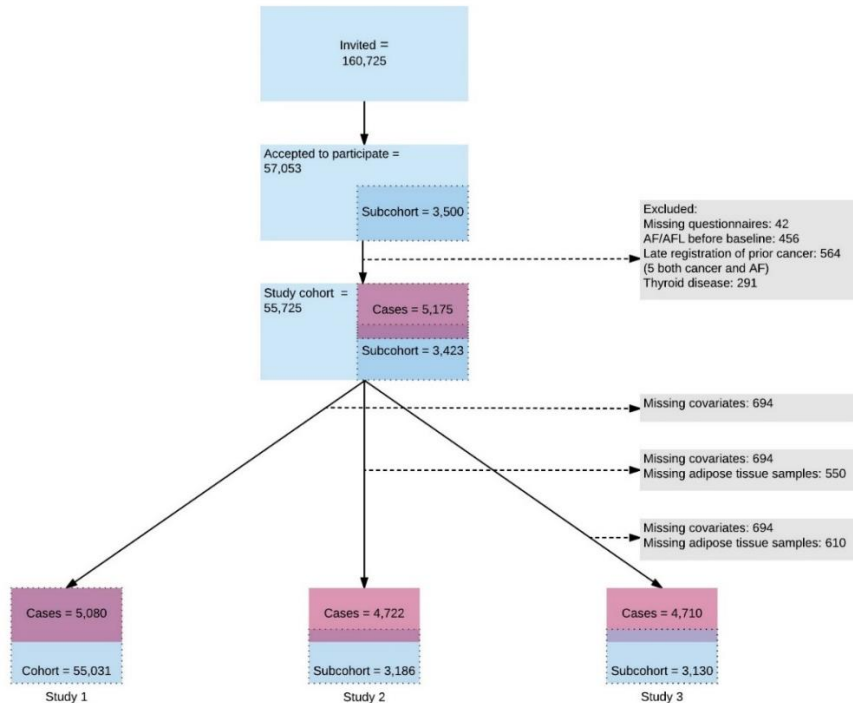 Invited =
160,725
Accepted to participate =
57,053
Subcohort = 3,500
Excluded:
Missing questionnaires: 42
AF/AFL before baseline: 456
Late registration of prior cancer: 564
(5 both cancer and AF)
Thyroid disease: 291
Study cohort =
55,725
Cases = 5,175
Subcohort = 3,423
Missing covariates: 694
Missing covariates: 694
Missing adipose tissue samples: 550
Missing covariates: 694
Missing adipose tissue samples: 610
Cases = 5,080
Cohort = 55,031
Study 1
Cases = 4,722
Subcohort = 3,186
Study 2
Cases = 4,710
Subcohort = 3,130
Study 3